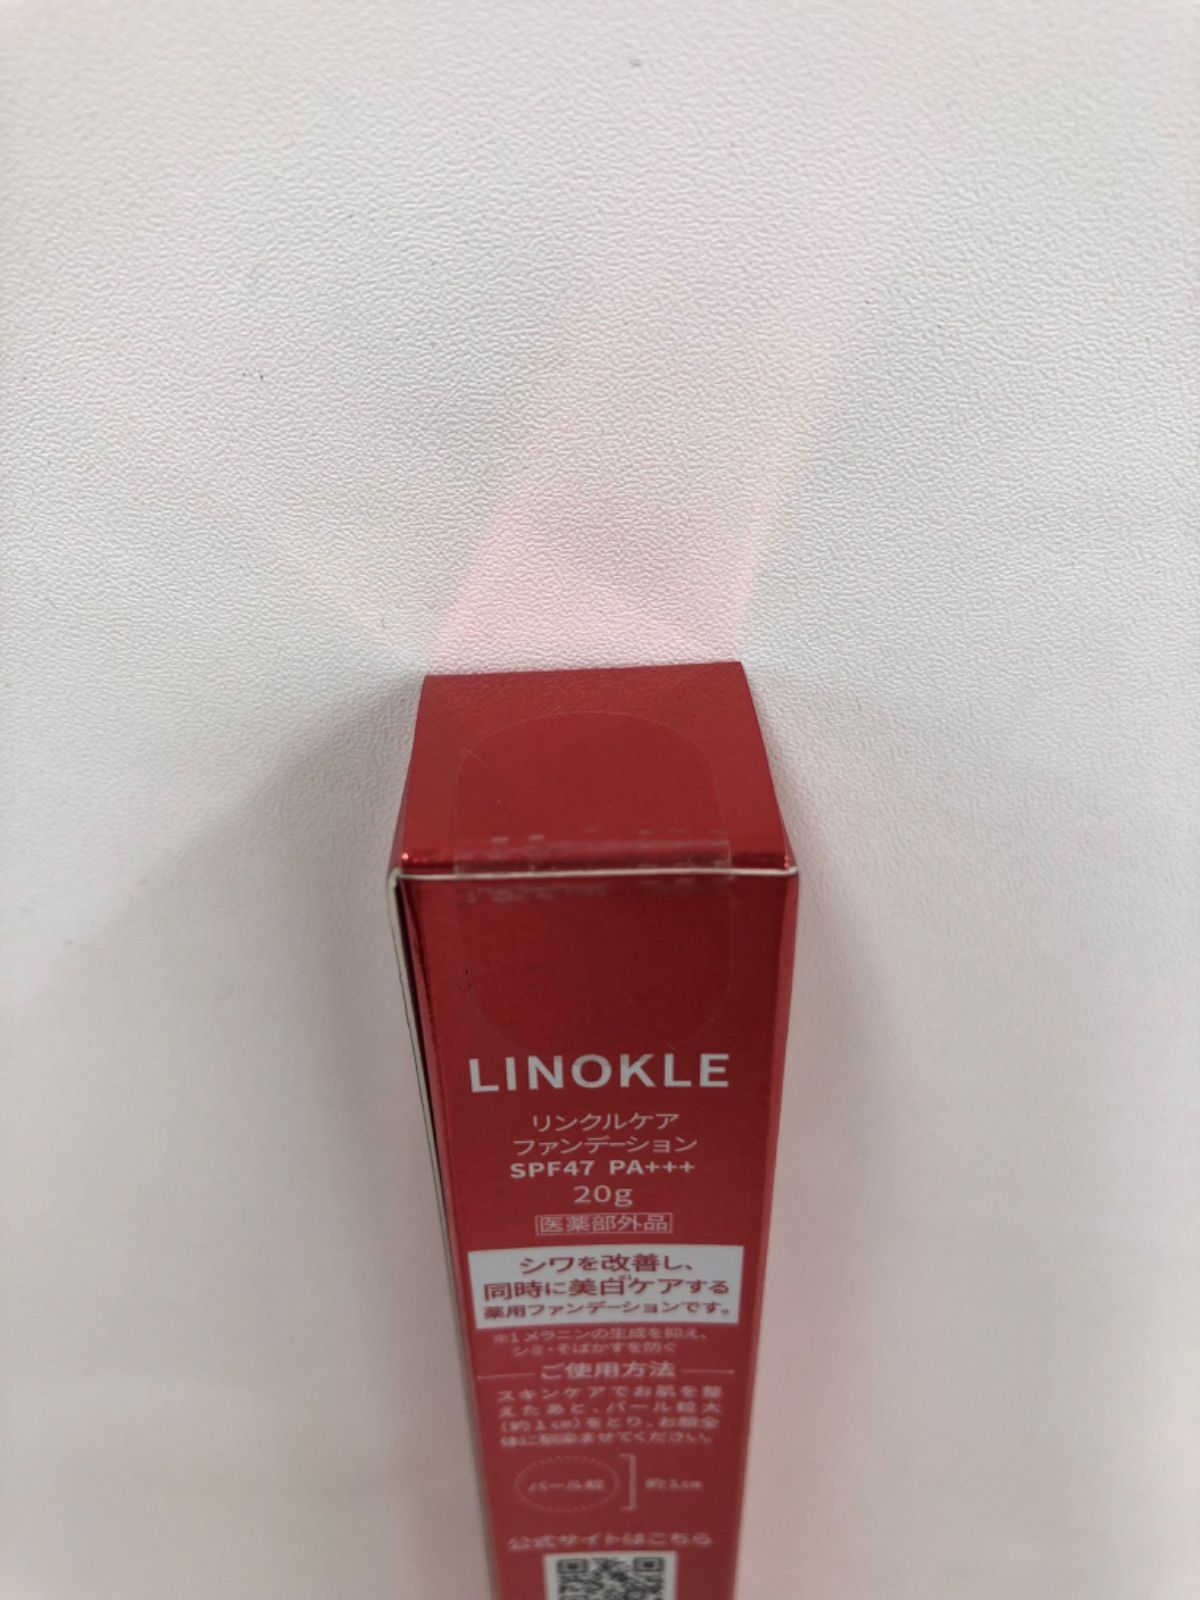 LINOKLE
リンクルケア
ファンデーション
SPF47 PA+++
20g
医薬部外品
シワを改善し、
同時に美白※1ケアする
薬用ファンデーションです。
※1 メラニンの生成を抑え、
シミ・そばかすを防ぐ
ご使用方法
スキンケアでお肌を整
えたあと、パール粒大
(約1cm)をとり、お顔全
体に馴染ませてください。
パール粒
約1cm
公式サイトはこちら